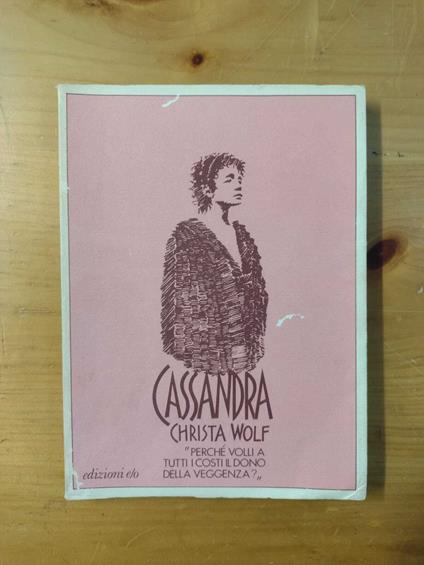 CASSANDRA
CHRISTA WOLF
"PERCHÉ VOLLI A
TUTTI I COSTI IL DONO
DELLA VEGGENZA?„
edizioni e/o